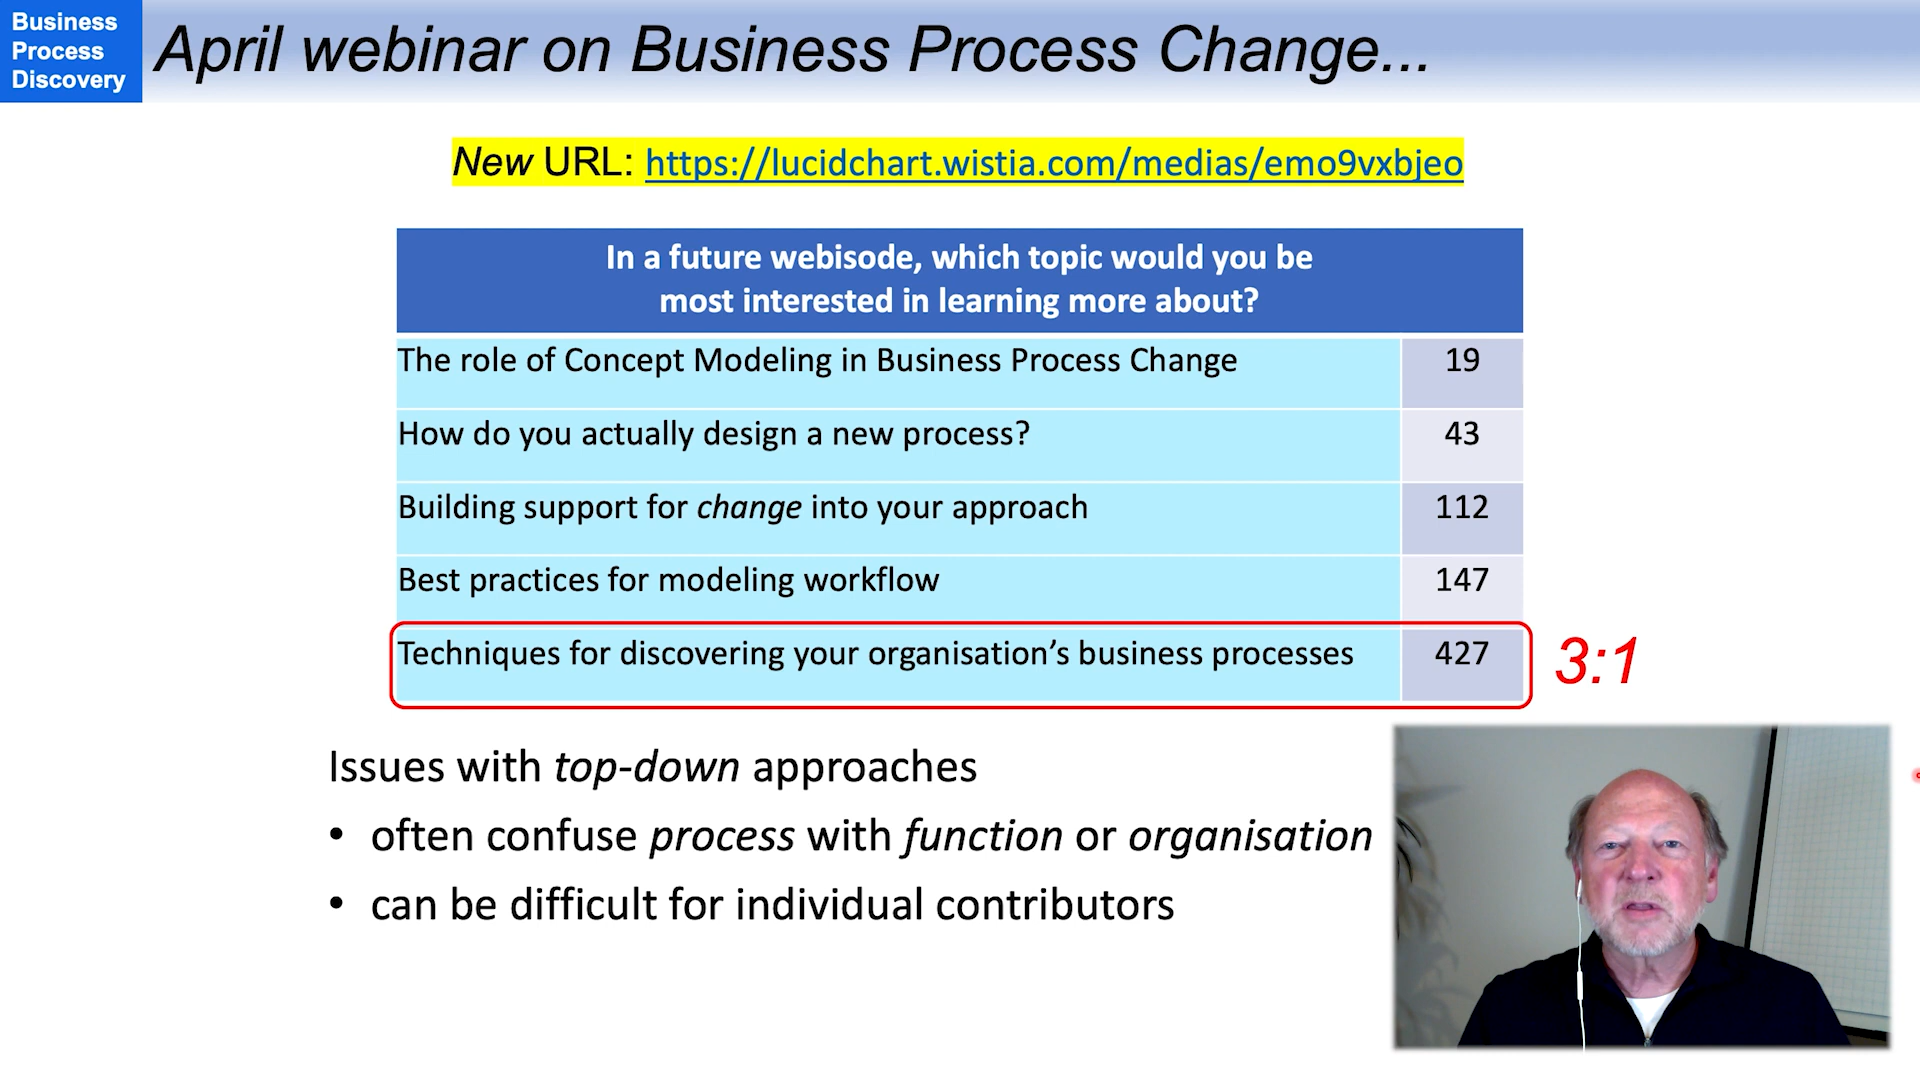 Business
Process
Discovery
April webinar on Business Process Change...
New URL: https://lucidchart.wistia.com/medias/emo9vxbjeo
In a future webisode, which topic would you be
most interested in learning more about?
The role of Concept Modeling in Business Process Change 19
How do you actually design a new process? 43
Building support for change into your approach 112
Best practices for modeling workflow 147
Techniques for discovering your organisation’s business processes 427 3:1
Issues with top-down approaches
• often confuse process with function or organisation
• can be difficult for individual contributors